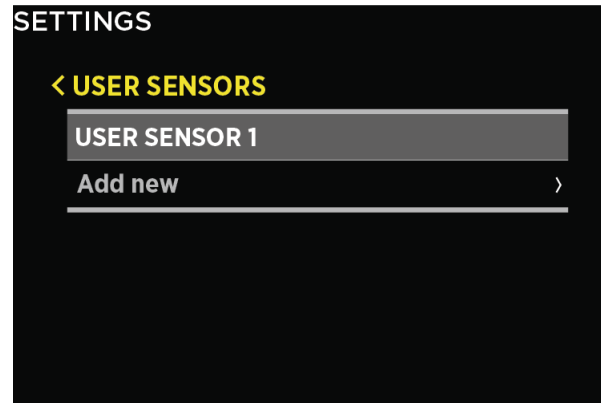 SETTINGS
< USER SENSORS
USER SENSOR 1
Add new >